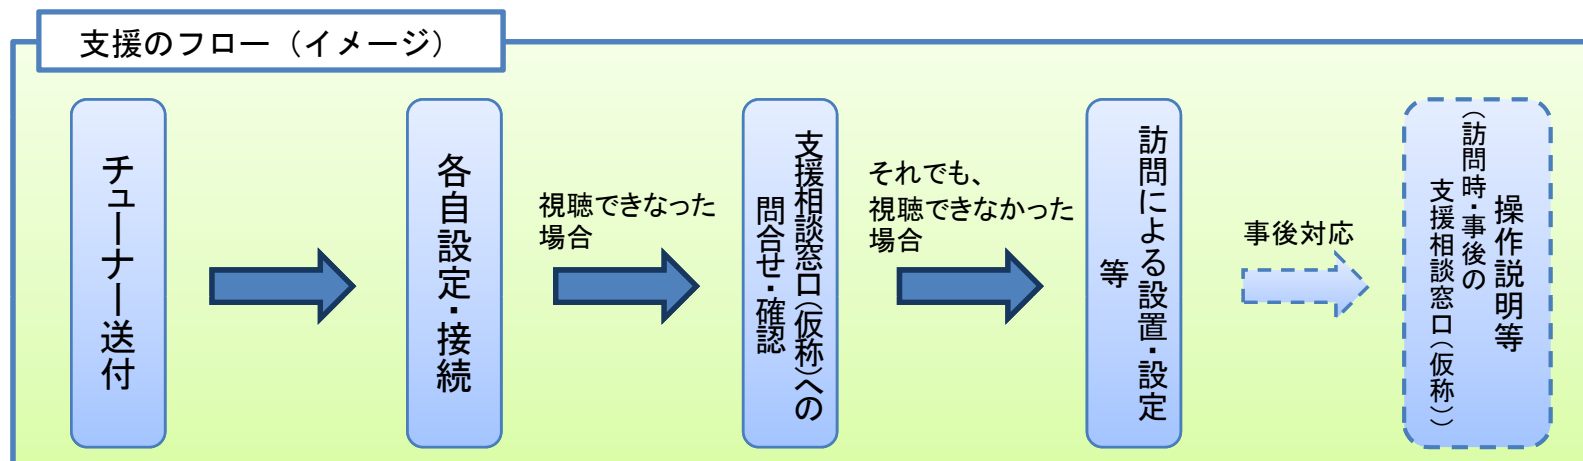 支援のフロー（イメージ）
チューナー送付
各自設定・接続
視聴できなった
場合
支援相談窓口（仮称）への
問合せ・確認
それでも、
視聴できなかった
場合
訪問による設置・設定
等
事後対応
操作説明等
（訪問時・事後の
支援相談窓口（仮称））